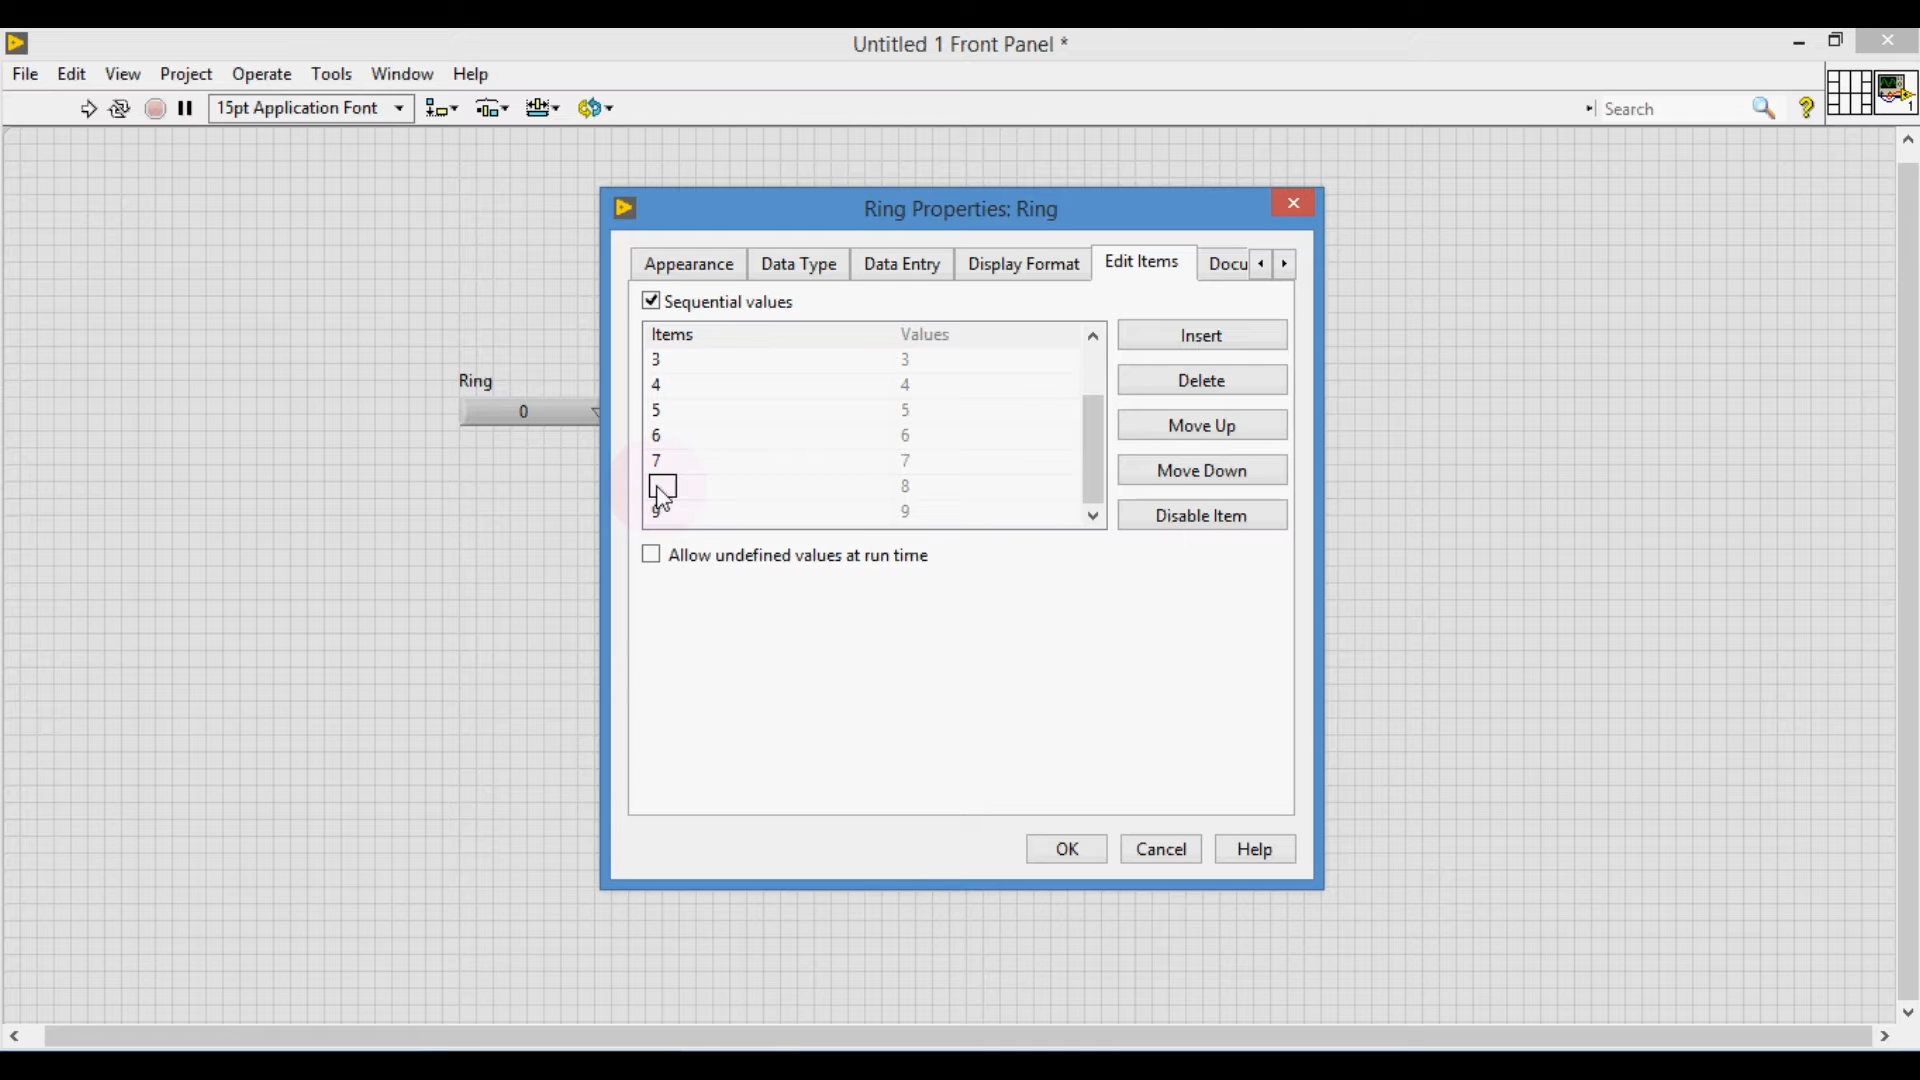 Untitled 1 Front Panel *
File Edit View Project Operate Tools Window Help
15pt Application Font
Search
?
1
Ring Properties: Ring
Appearance Data Type Data Entry Display Format Edit Items Docu
Sequential values
Items Values
3 3
4 4
5 5
6 6
7 7
8
9 9
Insert
Delete
Move Up
Move Down
Disable Item
Ring
0
Allow undefined values at run time
OK Cancel Help